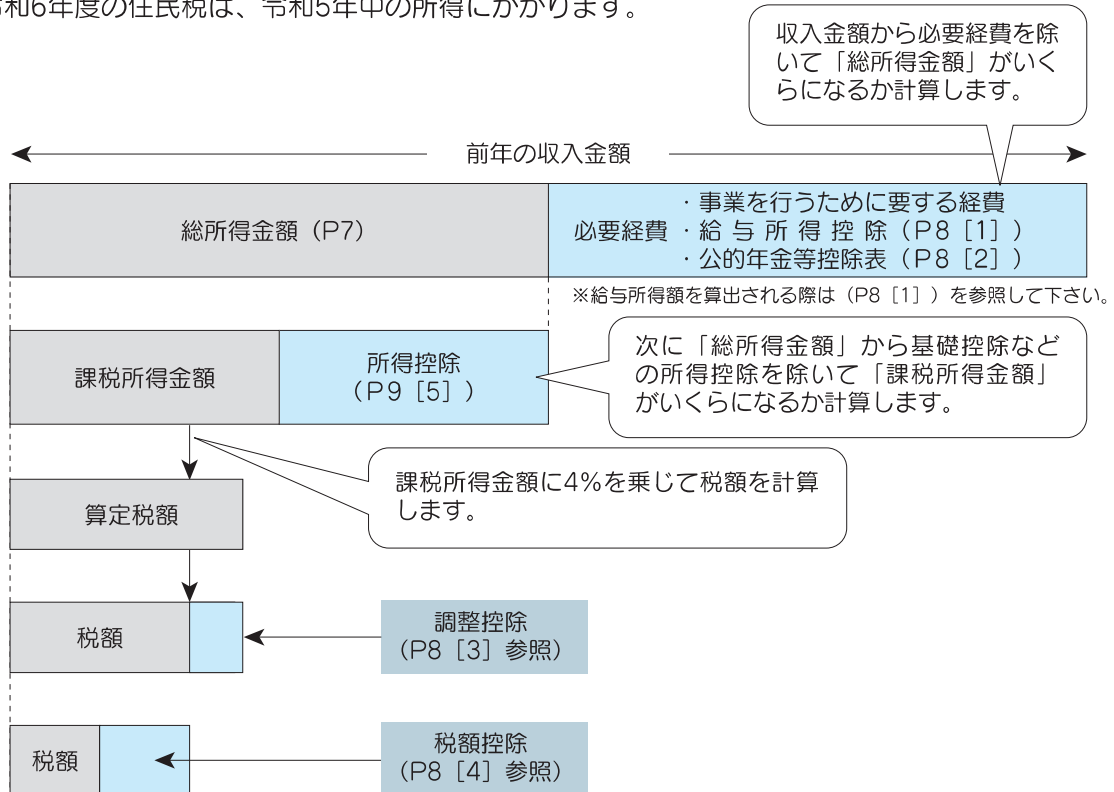 和6年度の住民税は、令和5年中の所得にかかります。
収入金額から必要経費を除
いて「総所得金額」がいく
らになるか計算します。
前年の収入金額
総所得金額（P7）
必要経費
・事業を行うために要する経費
・給与所得控除（P8［1］）
・公的年金等控除表（P8［2］）
※給与所得額を算出される際は（P8［1］）を参照して下さい。
課税所得金額
所得控除
（P9［5］）
次に「総所得金額」から基礎控除など
の所得控除を除いて「課税所得金額」
がいくらになるか計算します。
課税所得金額に4％を乗じて税額を計算
します。
算定税額
税額
調整控除
（P8［3］参照）
税額
税額控除
（P8［4］参照）